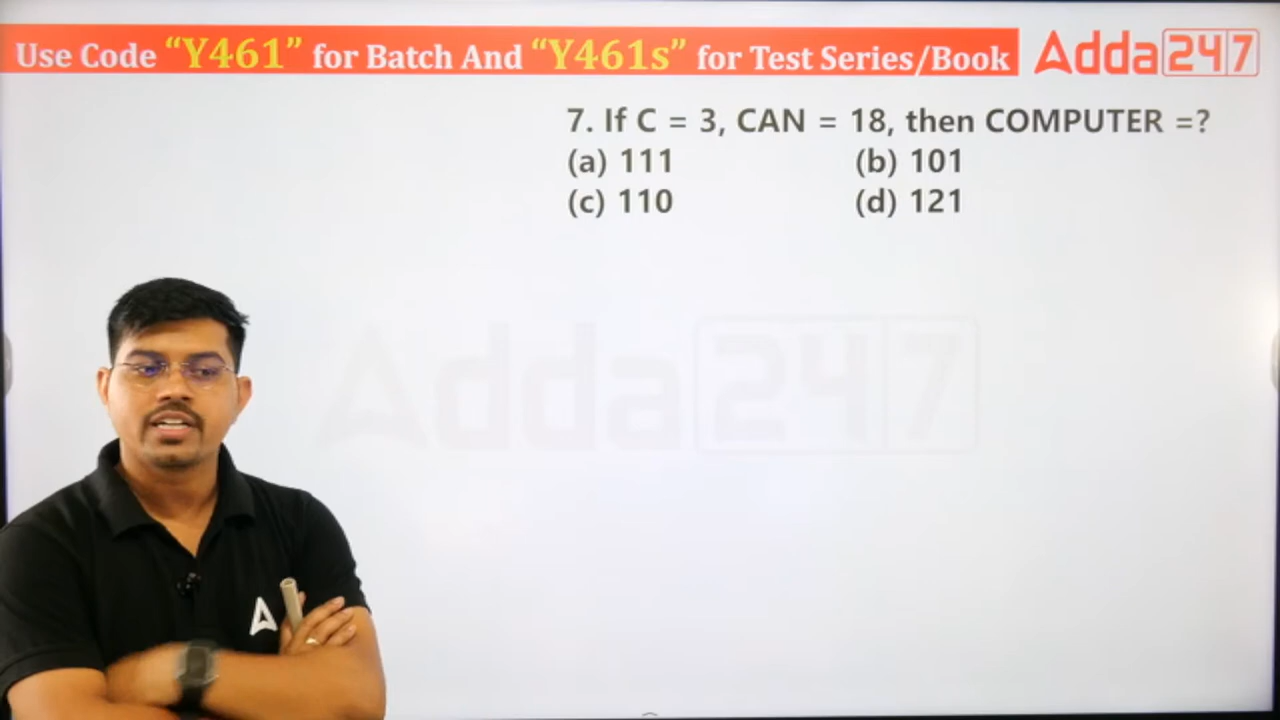 Use Code “Y461” for Batch And “Y461s” for Test Series/Book Adda247
7. If C = 3, CAN = 18, then COMPUTER =?
(a) 111 (b) 101
(c) 110 (d) 121
Adda247